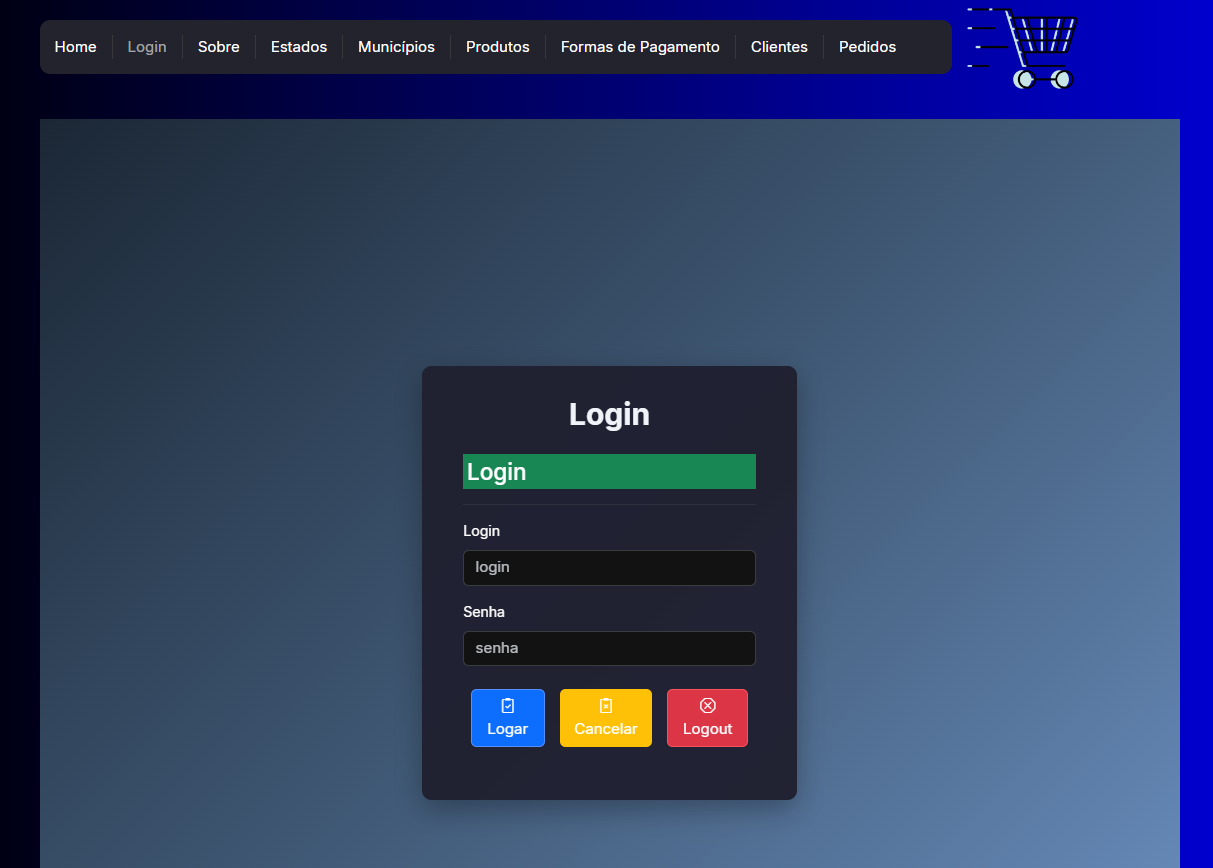 Home Login Sobre Estados Municípios Produtos Formas de Pagamento Clientes Pedidos
Login
Login
Login
login
Senha
senha
Logar Cancelar Logout